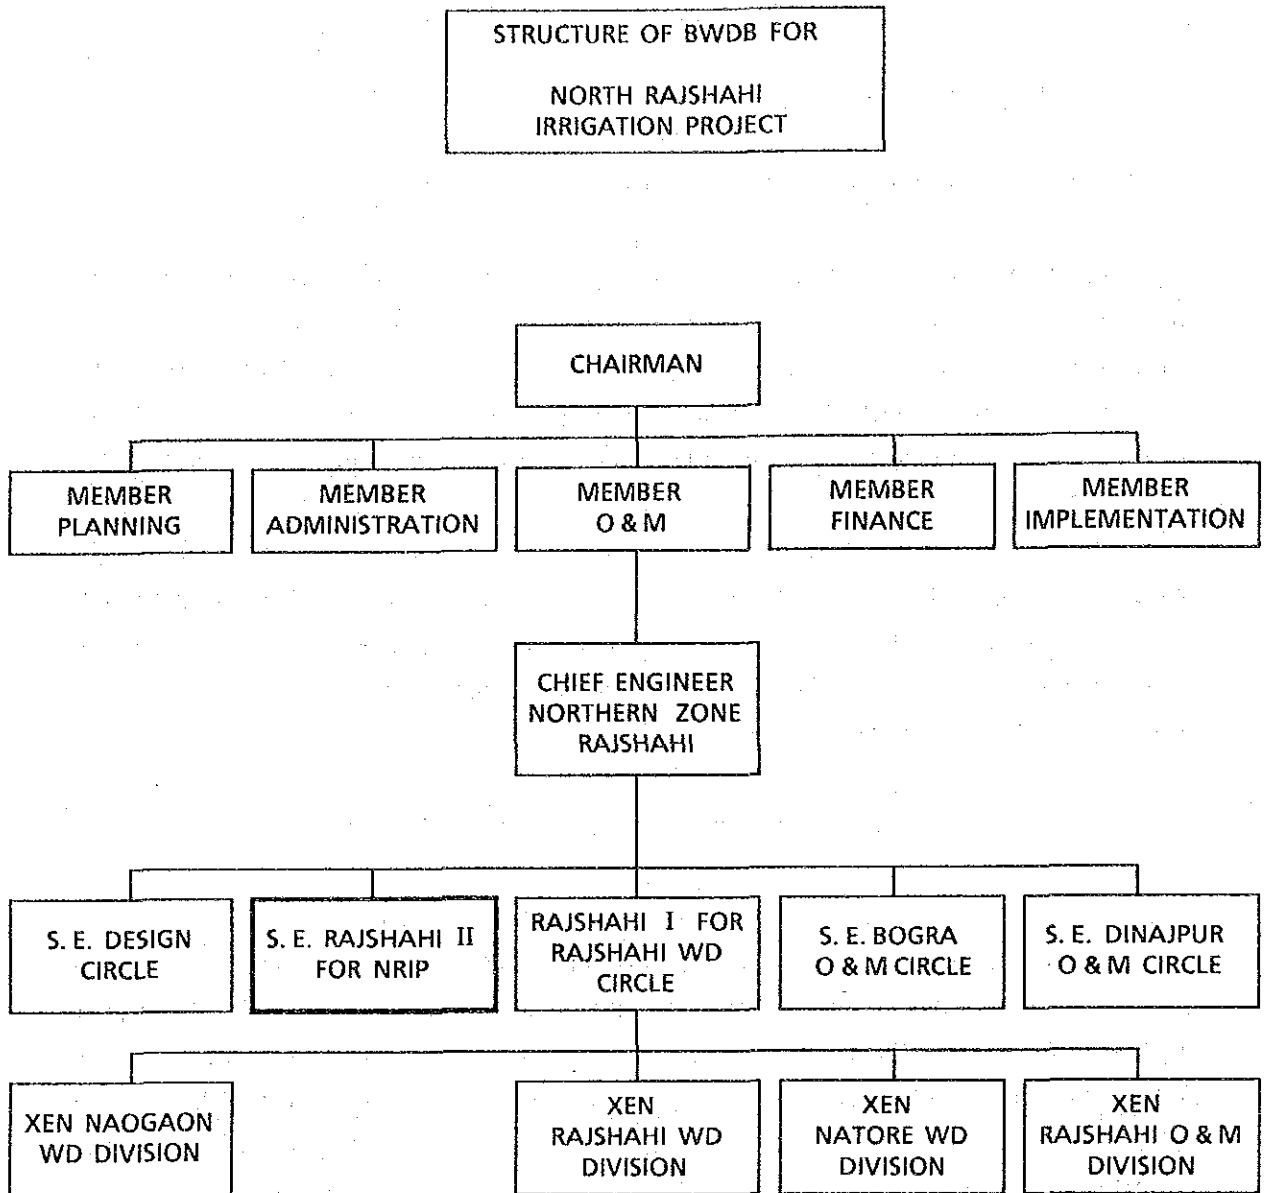 STRUCTURE OF BWDB FOR
NORTH RAJSHAHI
IRRIGATION PROJECT
CHAIRMAN
MEMBER
PLANNING
MEMBER
ADMINISTRATION
MEMBER
O & M
MEMBER
FINANCE
MEMBER
IMPLEMENTATION
CHIEF ENGINEER
NORTHERN ZONE
RAJSHAHI
S. E. DESIGN
CIRCLE
S. E. RAJSHAHI II
FOR NRIP
RAJSHAHI I FOR
RAJSHAHI WD
CIRCLE
S. E. BOGRA
O & M CIRCLE
S. E. DINAJPUR
O & M CIRCLE
XEN NAOGAON
WD DIVISION
XEN
RAJSHAHI WD
DIVISION
XEN
NATORE WD
DIVISION
XEN
RAJSHAHI O & M
DIVISION